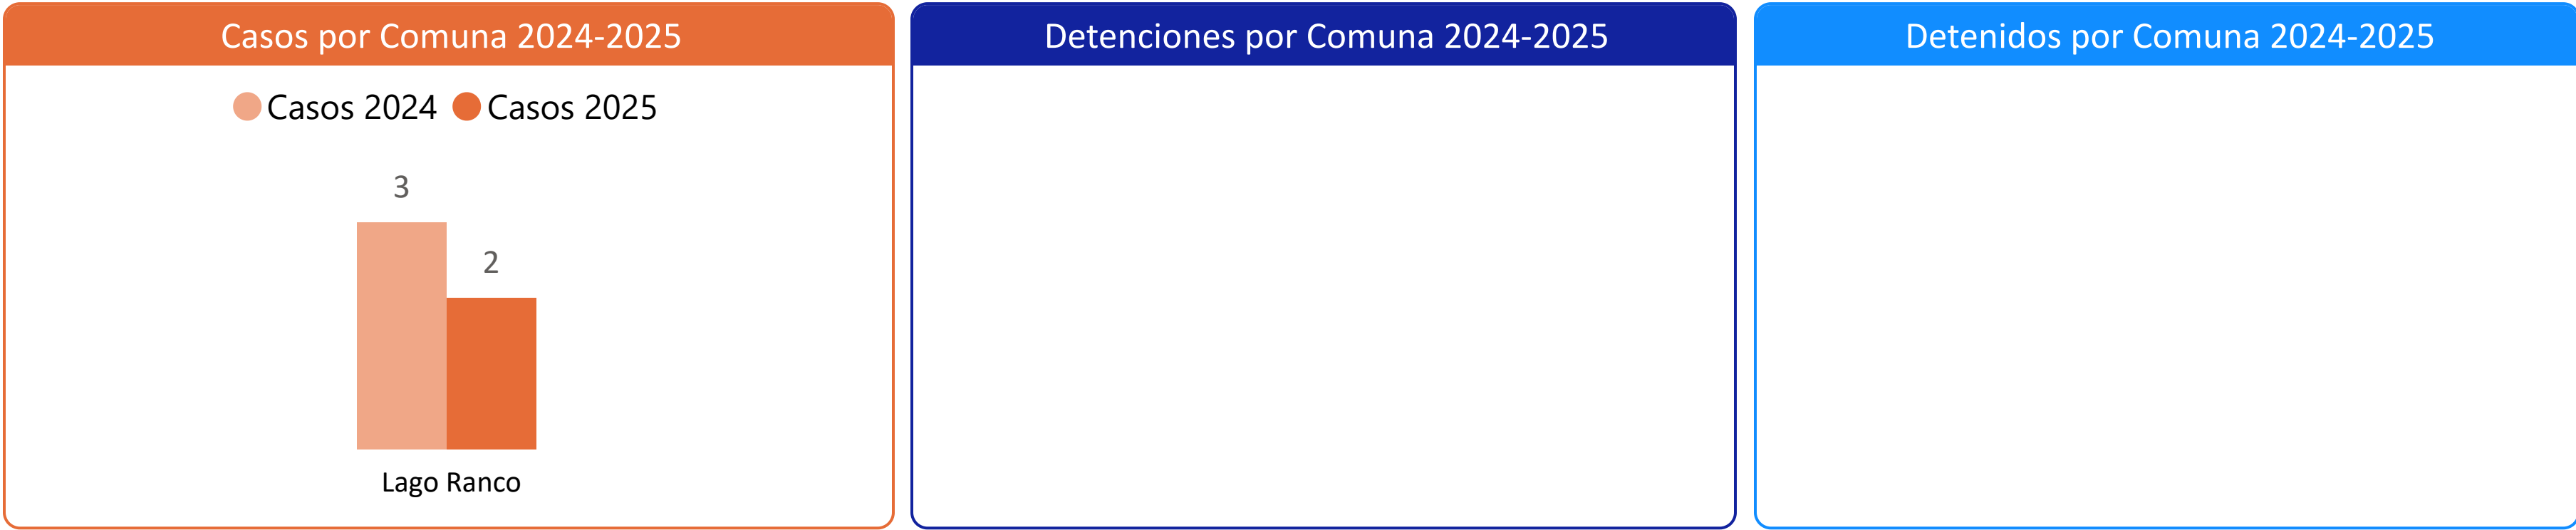 Casos por Comuna 2024-2025
Casos 2024 Casos 2025
3
2
Lago Ranco
Detenciones por Comuna 2024-2025
Detenidos por Comuna 2024-2025